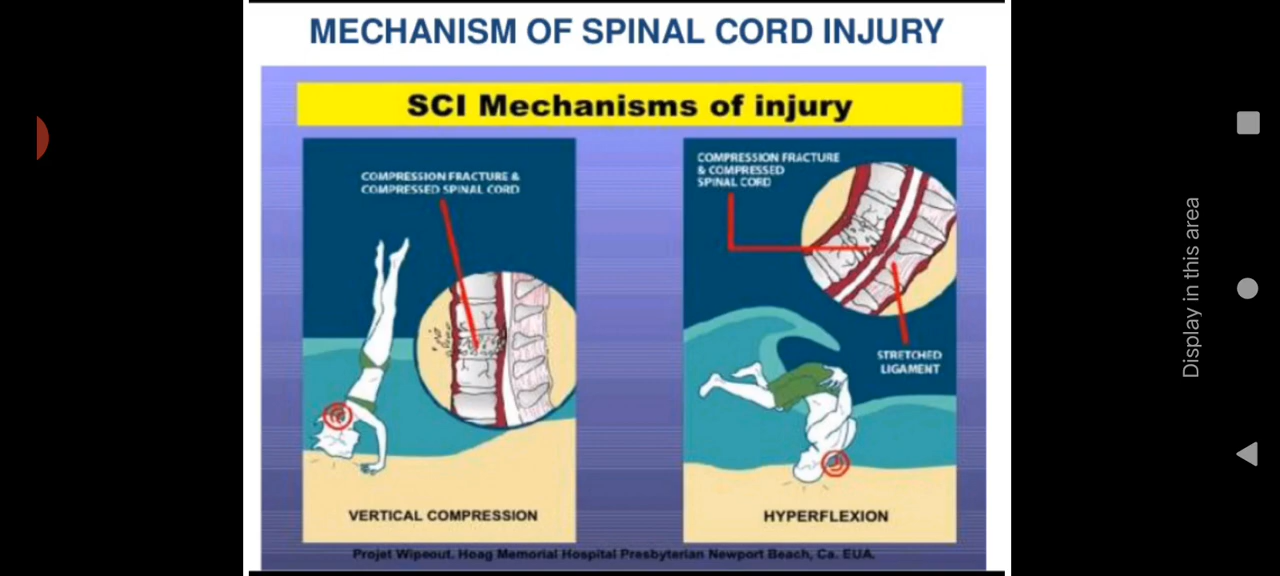 MECHANISM OF SPINAL CORD INJURY
SCI Mechanisms of injury
COMPRESSION FRACTURE &
COMPRESSED SPINAL CORD
VERTICAL COMPRESSION
COMPRESSION FRACTURE
& COMPRESSED
SPINAL CORD
STRETCHED
LIGAMENT
HYPERFLEXION
Projet Wipeout. Hoag Memorial Hospital Presbyterian Newport Beach, Ca. EUA.
Display in this area